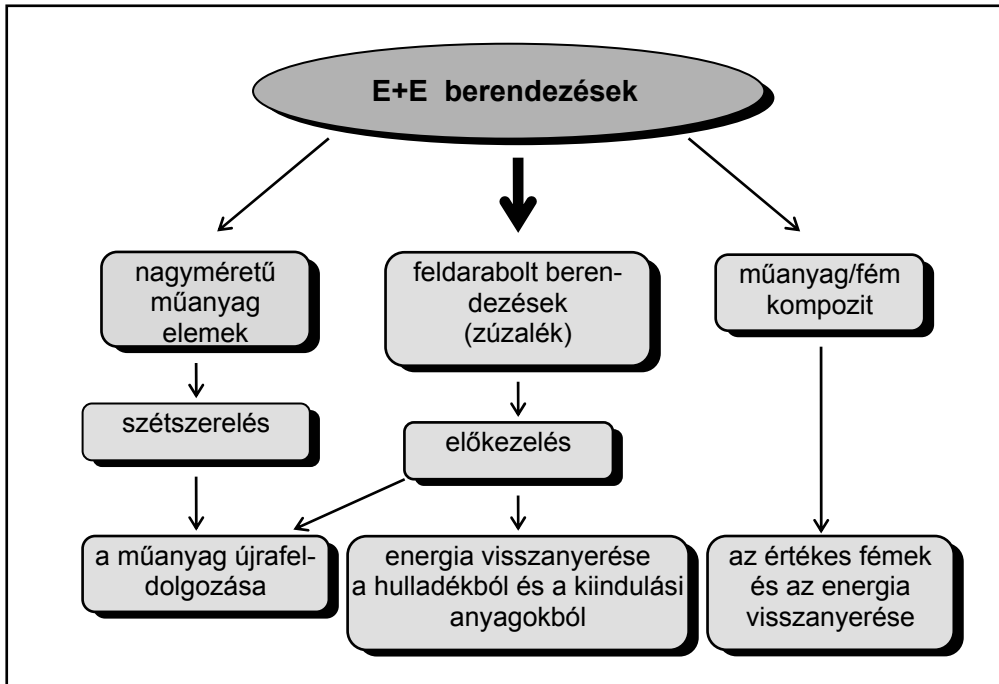 E+E berendezések
nagyméretű
műanyag
elemek
feldarabolt beren-
dezések
(zúzalék)
műanyag/fém
kompozit
szétszerelés
előkezelés
a műanyag újrafel-
dolgozása
energia visszanyerése
a hulladékból és a kiindulási
anyagokból
az értékes fémek
és az energia
visszanyerése